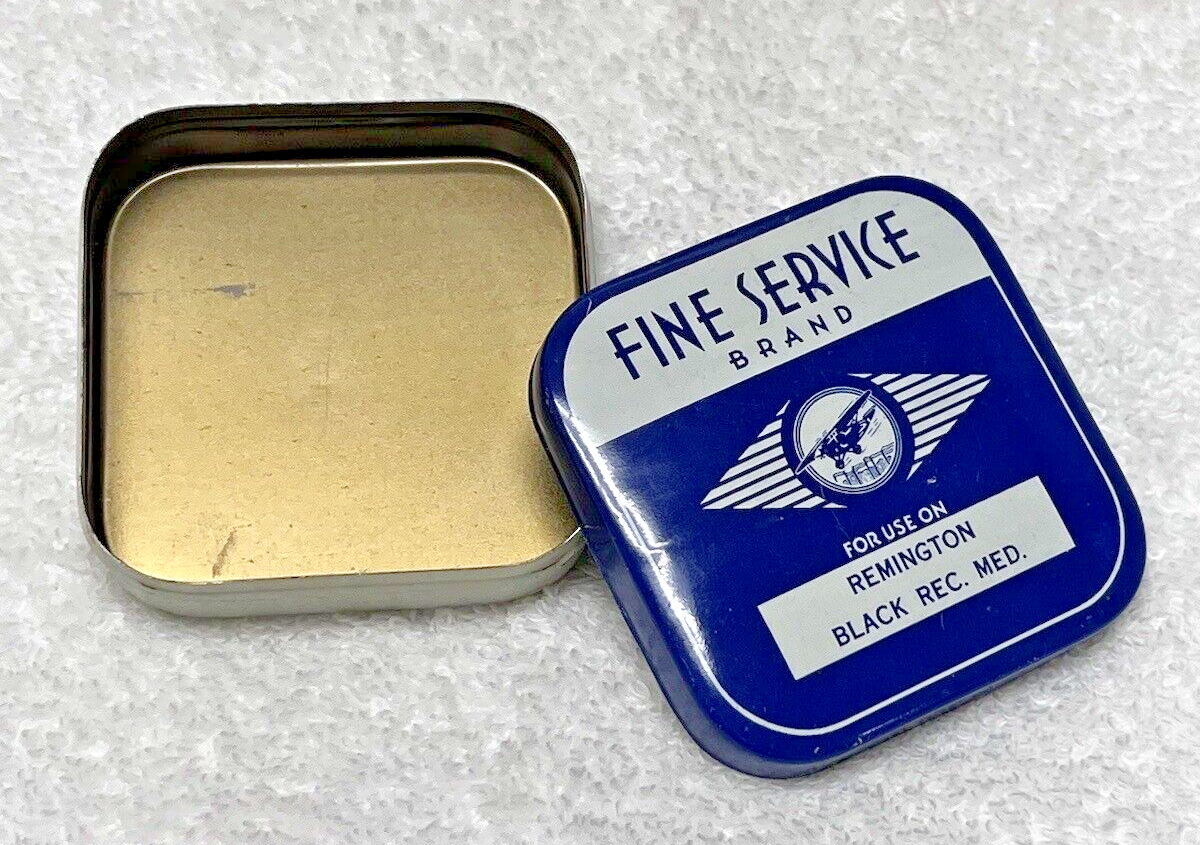 FINE SERVICE
BRAND
FOR USE ON
REMINGTON
BLACK REC. MED.